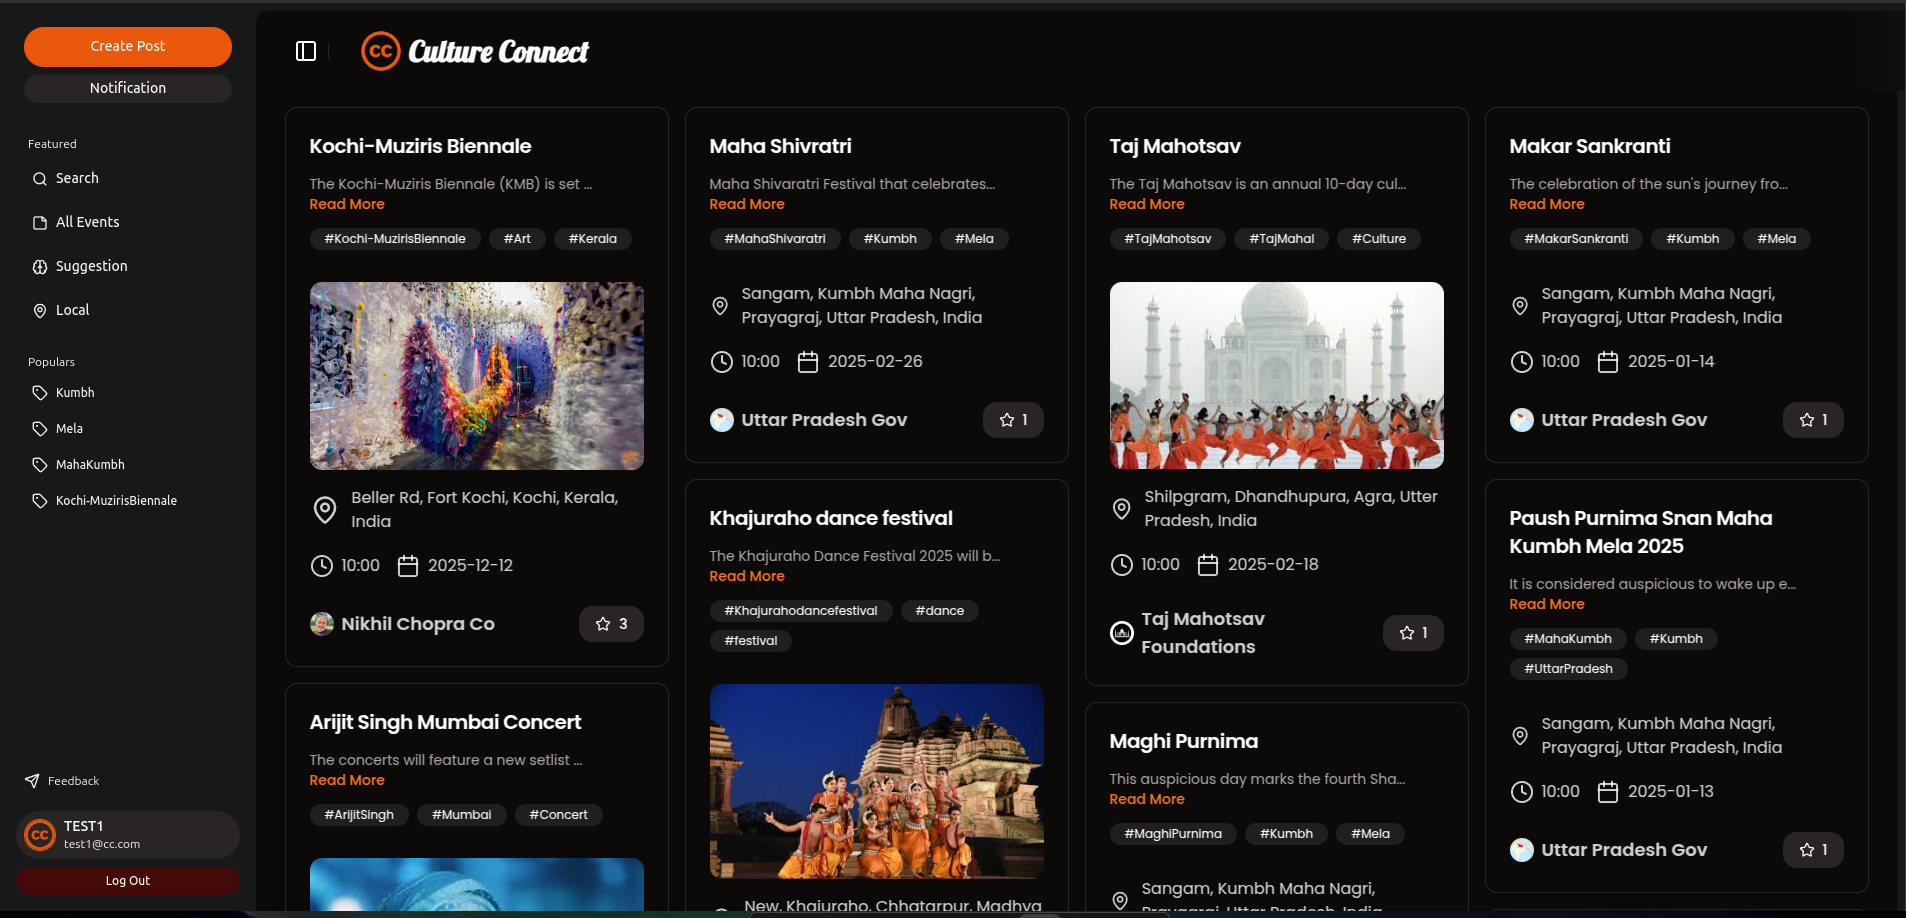 Create Post
Notification
Featured
Search
All Events
Suggestion
Local
Populars
Kumbh
Mela
MahaKumbh
Kochi-MuzirisBiennale
Feedback
CC
TEST1
test1@cc.com
Log Out
CC Culture Connect
Kochi-Muziris Biennale
The Kochi-Muziris Biennale (KMB) is set ...
Read More
#Kochi-MuzirisBiennale #Art #Kerala
Beller Rd, Fort Kochi, Kochi, Kerala,
India
10:00 2025-12-12
Nikhil Chopra Co 3
Arijit Singh Mumbai Concert
The concerts will feature a new setlist ...
Read More
#ArijitSingh #Mumbai #Concert
Maha Shivratri
Maha Shivaratri Festival that celebrates...
Read More
#MahaShivaratri #Kumbh #Mela
Sangam, Kumbh Maha Nagri,
Prayagraj, Uttar Pradesh, India
10:00 2025-02-26
Uttar Pradesh Gov 1
Khajuraho dance festival
The Khajuraho Dance Festival 2025 will b...
Read More
#Khajurahodancefestival #dance
#festival
New, Khajuraho, Chhatarpur, Madhya
Taj Mahotsav
The Taj Mahotsav is an annual 10-day cul...
Read More
#TajMahotsav #TajMahal #Culture
Shilpgram, Dhandhupura, Agra, Utter
Pradesh, India
10:00 2025-02-18
Taj Mahotsav
Foundations 1
Maghi Purnima
This auspicious day marks the fourth Sha...
Read More
#MaghiPurnima #Kumbh #Mela
Sangam, Kumbh Maha Nagri,
Prayagraj, Uttar Pradesh, India
Makar Sankranti
The celebration of the sun's journey fro...
Read More
#MakarSankranti #Kumbh #Mela
Sangam, Kumbh Maha Nagri,
Prayagraj, Uttar Pradesh, India
10:00 2025-01-14
Uttar Pradesh Gov 1
Paush Purnima Snan Maha
Kumbh Mela 2025
It is considered auspicious to wake up e...
Read More
#MahaKumbh #Kumbh
#UttarPradesh
Sangam, Kumbh Maha Nagri,
Prayagraj, Uttar Pradesh, India
10:00 2025-01-13
Uttar Pradesh Gov 1